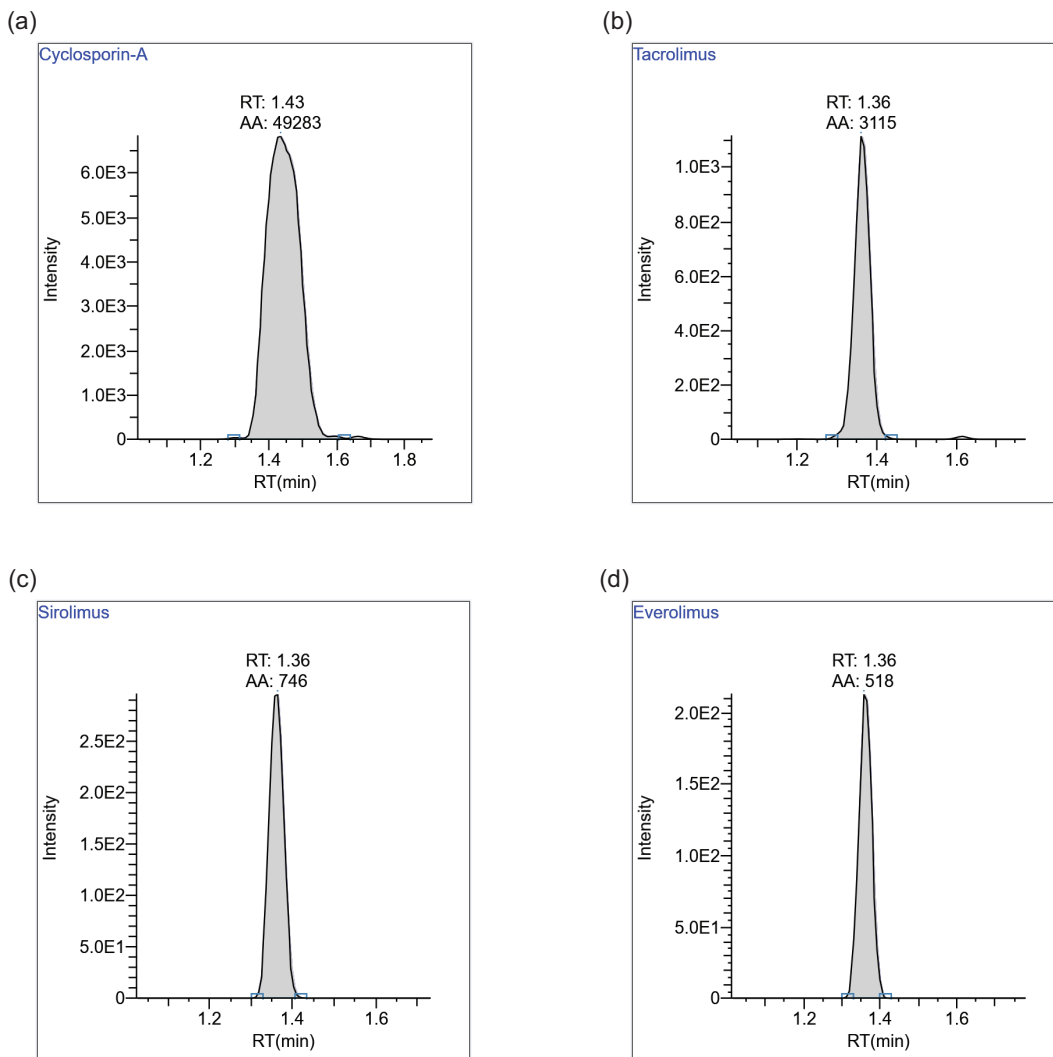 (a)
Cyclosporin-A
RT: 1.43
AA: 49283
6.0E3
5.0E3
4.0E3
3.0E3
2.0E3
1.0E3
0
Intensity
1.2
1.4
1.6
1.8
RT(min)
(b)
Tacrolimus
RT: 1.36
AA: 3115
1.0E3
8.0E2
6.0E2
4.0E2
2.0E2
0
Intensity
1.2
1.4
1.6
RT(min)
(c)
Sirolimus
RT: 1.36
AA: 746
2.5E2
2.0E2
1.5E2
1.0E2
5.0E1
0
Intensity
1.2
1.4
1.6
RT(min)
(d)
Everolimus
RT: 1.36
AA: 518
2.0E2
1.5E2
1.0E2
5.0E1
0
Intensity
1.2
1.4
1.6
RT(min)